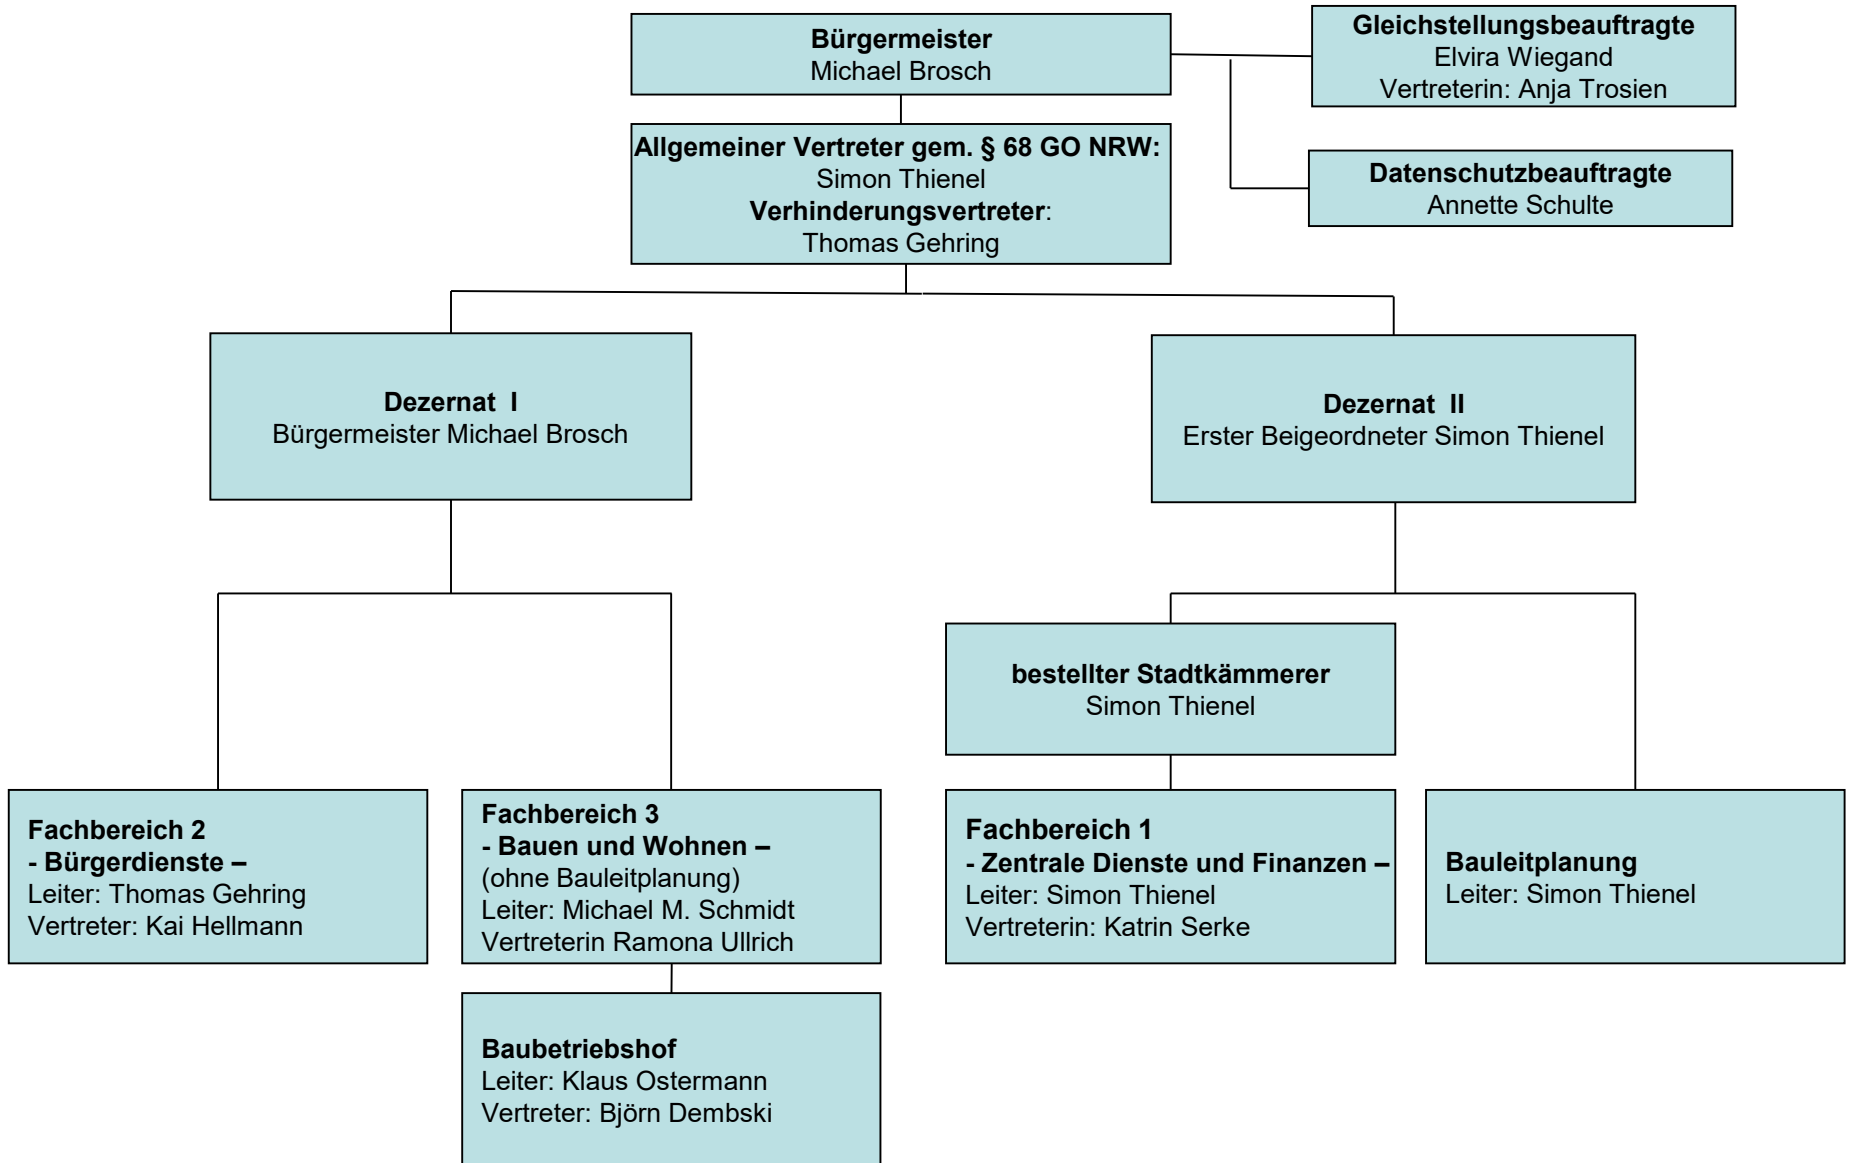 Bürgermeister
Michael Brosch
Gleichstellungsbeauftragte
Elvira Wiegand
Vertreterin: Anja Trosien
Allgemeiner Vertreter gem. § 68 GO NRW:
Simon Thienel
Verhinderungsvertreter:
Thomas Gehring
Datenschutzbeauftragte
Annette Schulte
Dezernat I
Bürgermeister Michael Brosch
Dezernat II
Erster Beigeordneter Simon Thienel
bestellter Stadtkämmerer
Simon Thienel
Fachbereich 2
- Bürgerdienste –
Leiter: Thomas Gehring
Vertreter: Kai Hellmann
Fachbereich 3
- Bauen und Wohnen –
(ohne Bauleitplanung)
Leiter: Michael M. Schmidt
Vertreterin Ramona Ullrich
Fachbereich 1
- Zentrale Dienste und Finanzen –
Leiter: Simon Thienel
Vertreterin: Katrin Serke
Bauleitplanung
Leiter: Simon Thienel
Baubetriebshof
Leiter: Klaus Ostermann
Vertreter: Björn Dembski